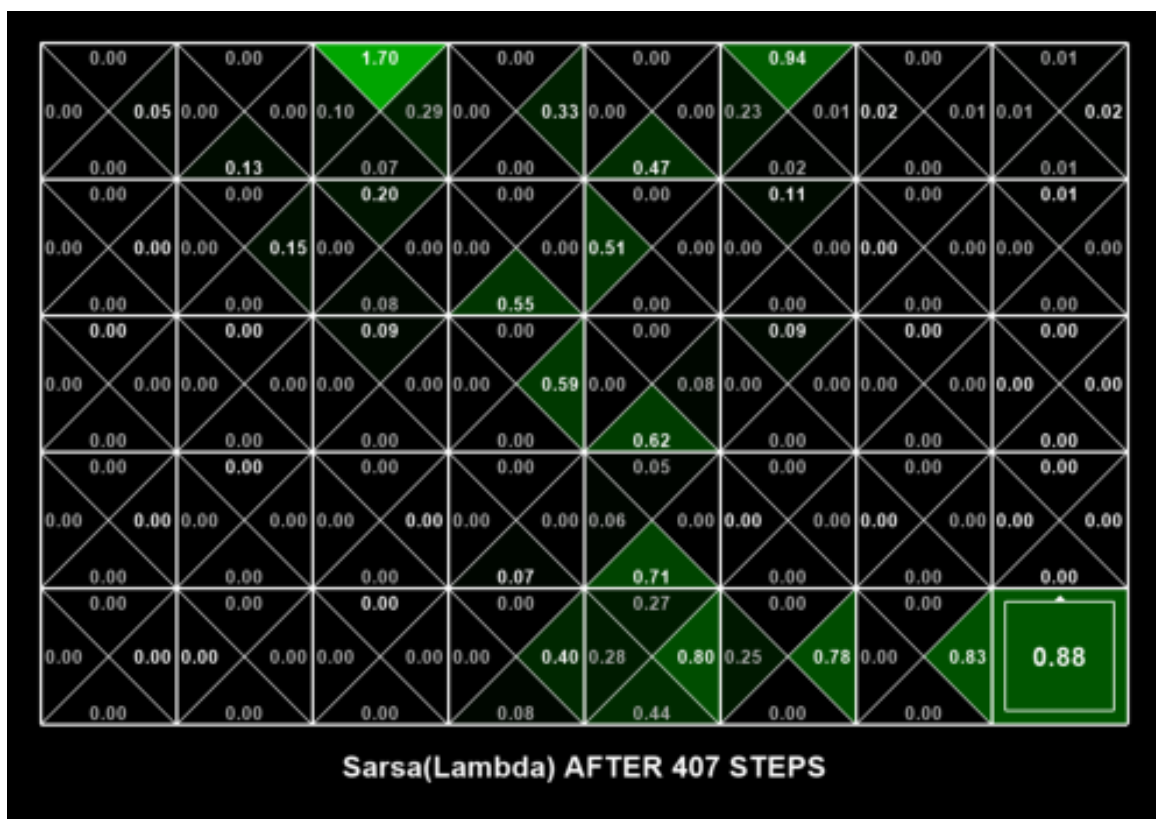 0.00 0.00 1.70 0.00 0.00 0.94 0.00 0.01
0.00 0.05 0.00 0.00 0.10 0.29 0.00 0.33 0.00 0.00 0.23 0.01 0.02 0.01 0.01 0.02
0.00 0.13 0.07 0.00 0.47 0.02 0.00 0.01
0.00 0.00 0.20 0.00 0.00 0.11 0.00 0.01
0.00 0.00 0.00 0.15 0.00 0.00 0.00 0.00 0.51 0.00 0.00 0.00 0.00 0.00 0.00 0.00
0.00 0.00 0.08 0.55 0.00 0.00 0.00 0.00
0.00 0.00 0.09 0.00 0.00 0.09 0.00 0.00
0.00 0.00 0.00 0.00 0.00 0.00 0.00 0.59 0.00 0.08 0.00 0.00 0.00 0.00 0.00 0.00
0.00 0.00 0.00 0.00 0.62 0.00 0.00 0.00
0.00 0.00 0.00 0.00 0.05 0.00 0.00 0.00
0.00 0.00 0.00 0.00 0.00 0.00 0.00 0.00 0.06 0.00 0.00 0.00 0.00 0.00 0.00 0.00
0.00 0.00 0.00 0.07 0.71 0.00 0.00 0.00
0.00 0.00 0.00 0.00 0.27 0.00 0.00
0.00 0.00 0.00 0.00 0.00 0.00 0.00 0.40 0.28 0.80 0.25 0.78 0.00 0.83 0.88
0.00 0.00 0.00 0.08 0.44 0.00 0.00
Sarsa(Lambda) AFTER 407 STEPS